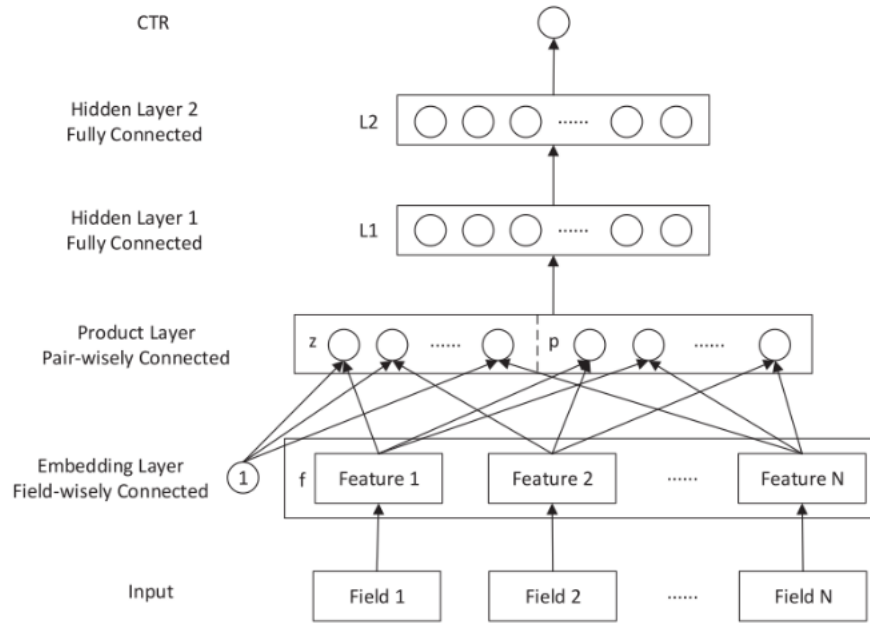 CTR
Hidden Layer 2
Fully Connected
L2
......
Hidden Layer 1
Fully Connected
L1
......
Product Layer
Pair-wisely Connected
z
......
p
......
Embedding Layer
Field-wisely Connected
1
f
Feature 1
Feature 2
......
Feature N
Input
Field 1
Field 2
......
Field N